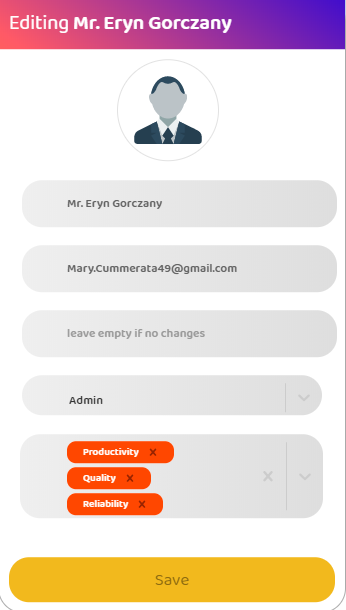 Editing Mr. Eryn Gorczany
Mr. Eryn Gorczany
Mary.Cummerata49@gmail.com
leave empty if no changes
Admin
Productivity x
Quality x
Reliability x
Save